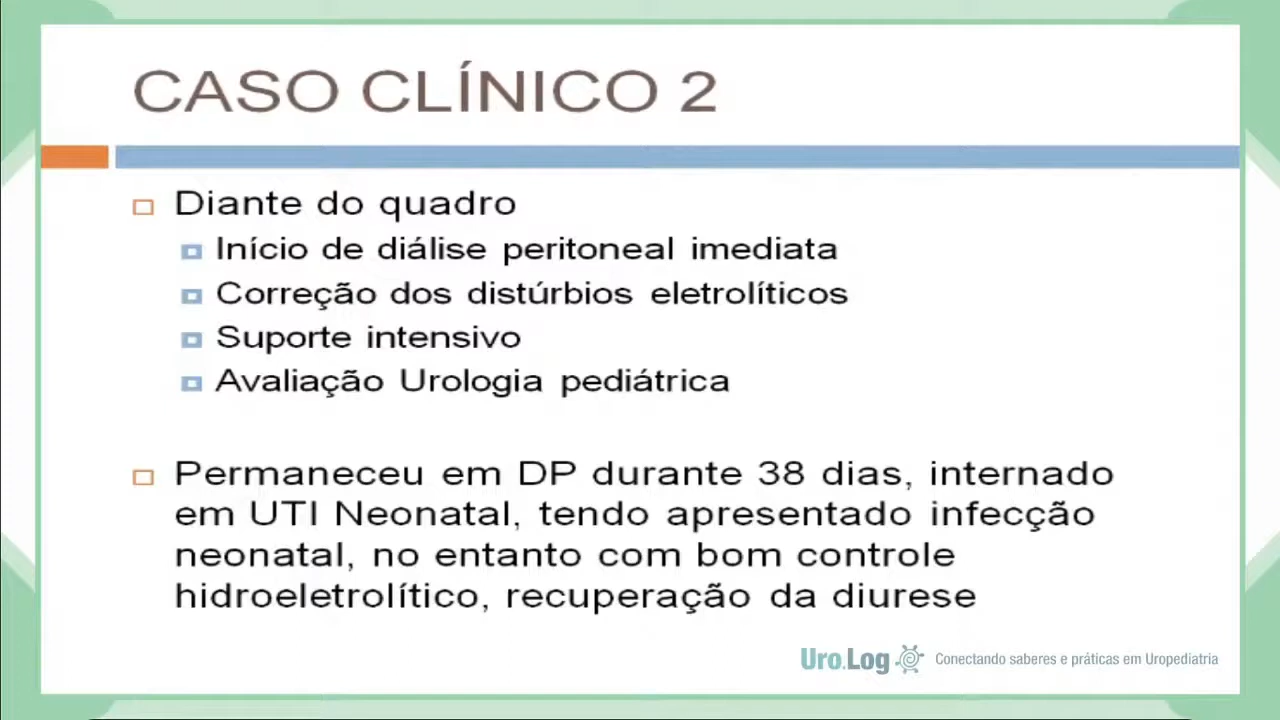 CASO CLÍNICO 2
Diante do quadro
Início de diálise peritoneal imediata
Correção dos distúrbios eletrolíticos
Suporte intensivo
Avaliação Urologia pediátrica
Permaneceu em DP durante 38 dias, internado
em UTI Neonatal, tendo apresentado infecção
neonatal, no entanto com bom controle
hidroeletrolítico, recuperação da diurese
Uro.Log Conectando saberes e práticas em Uropediatria